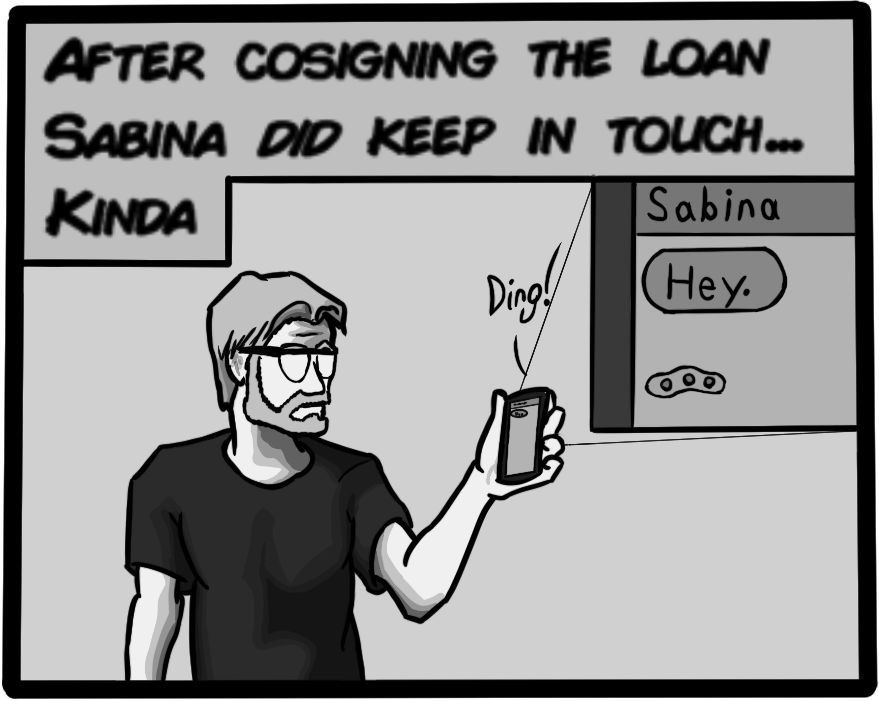 After cosigning the loan
Sabina did keep in touch...
Kinda
Ding!
Sabina
Hey.